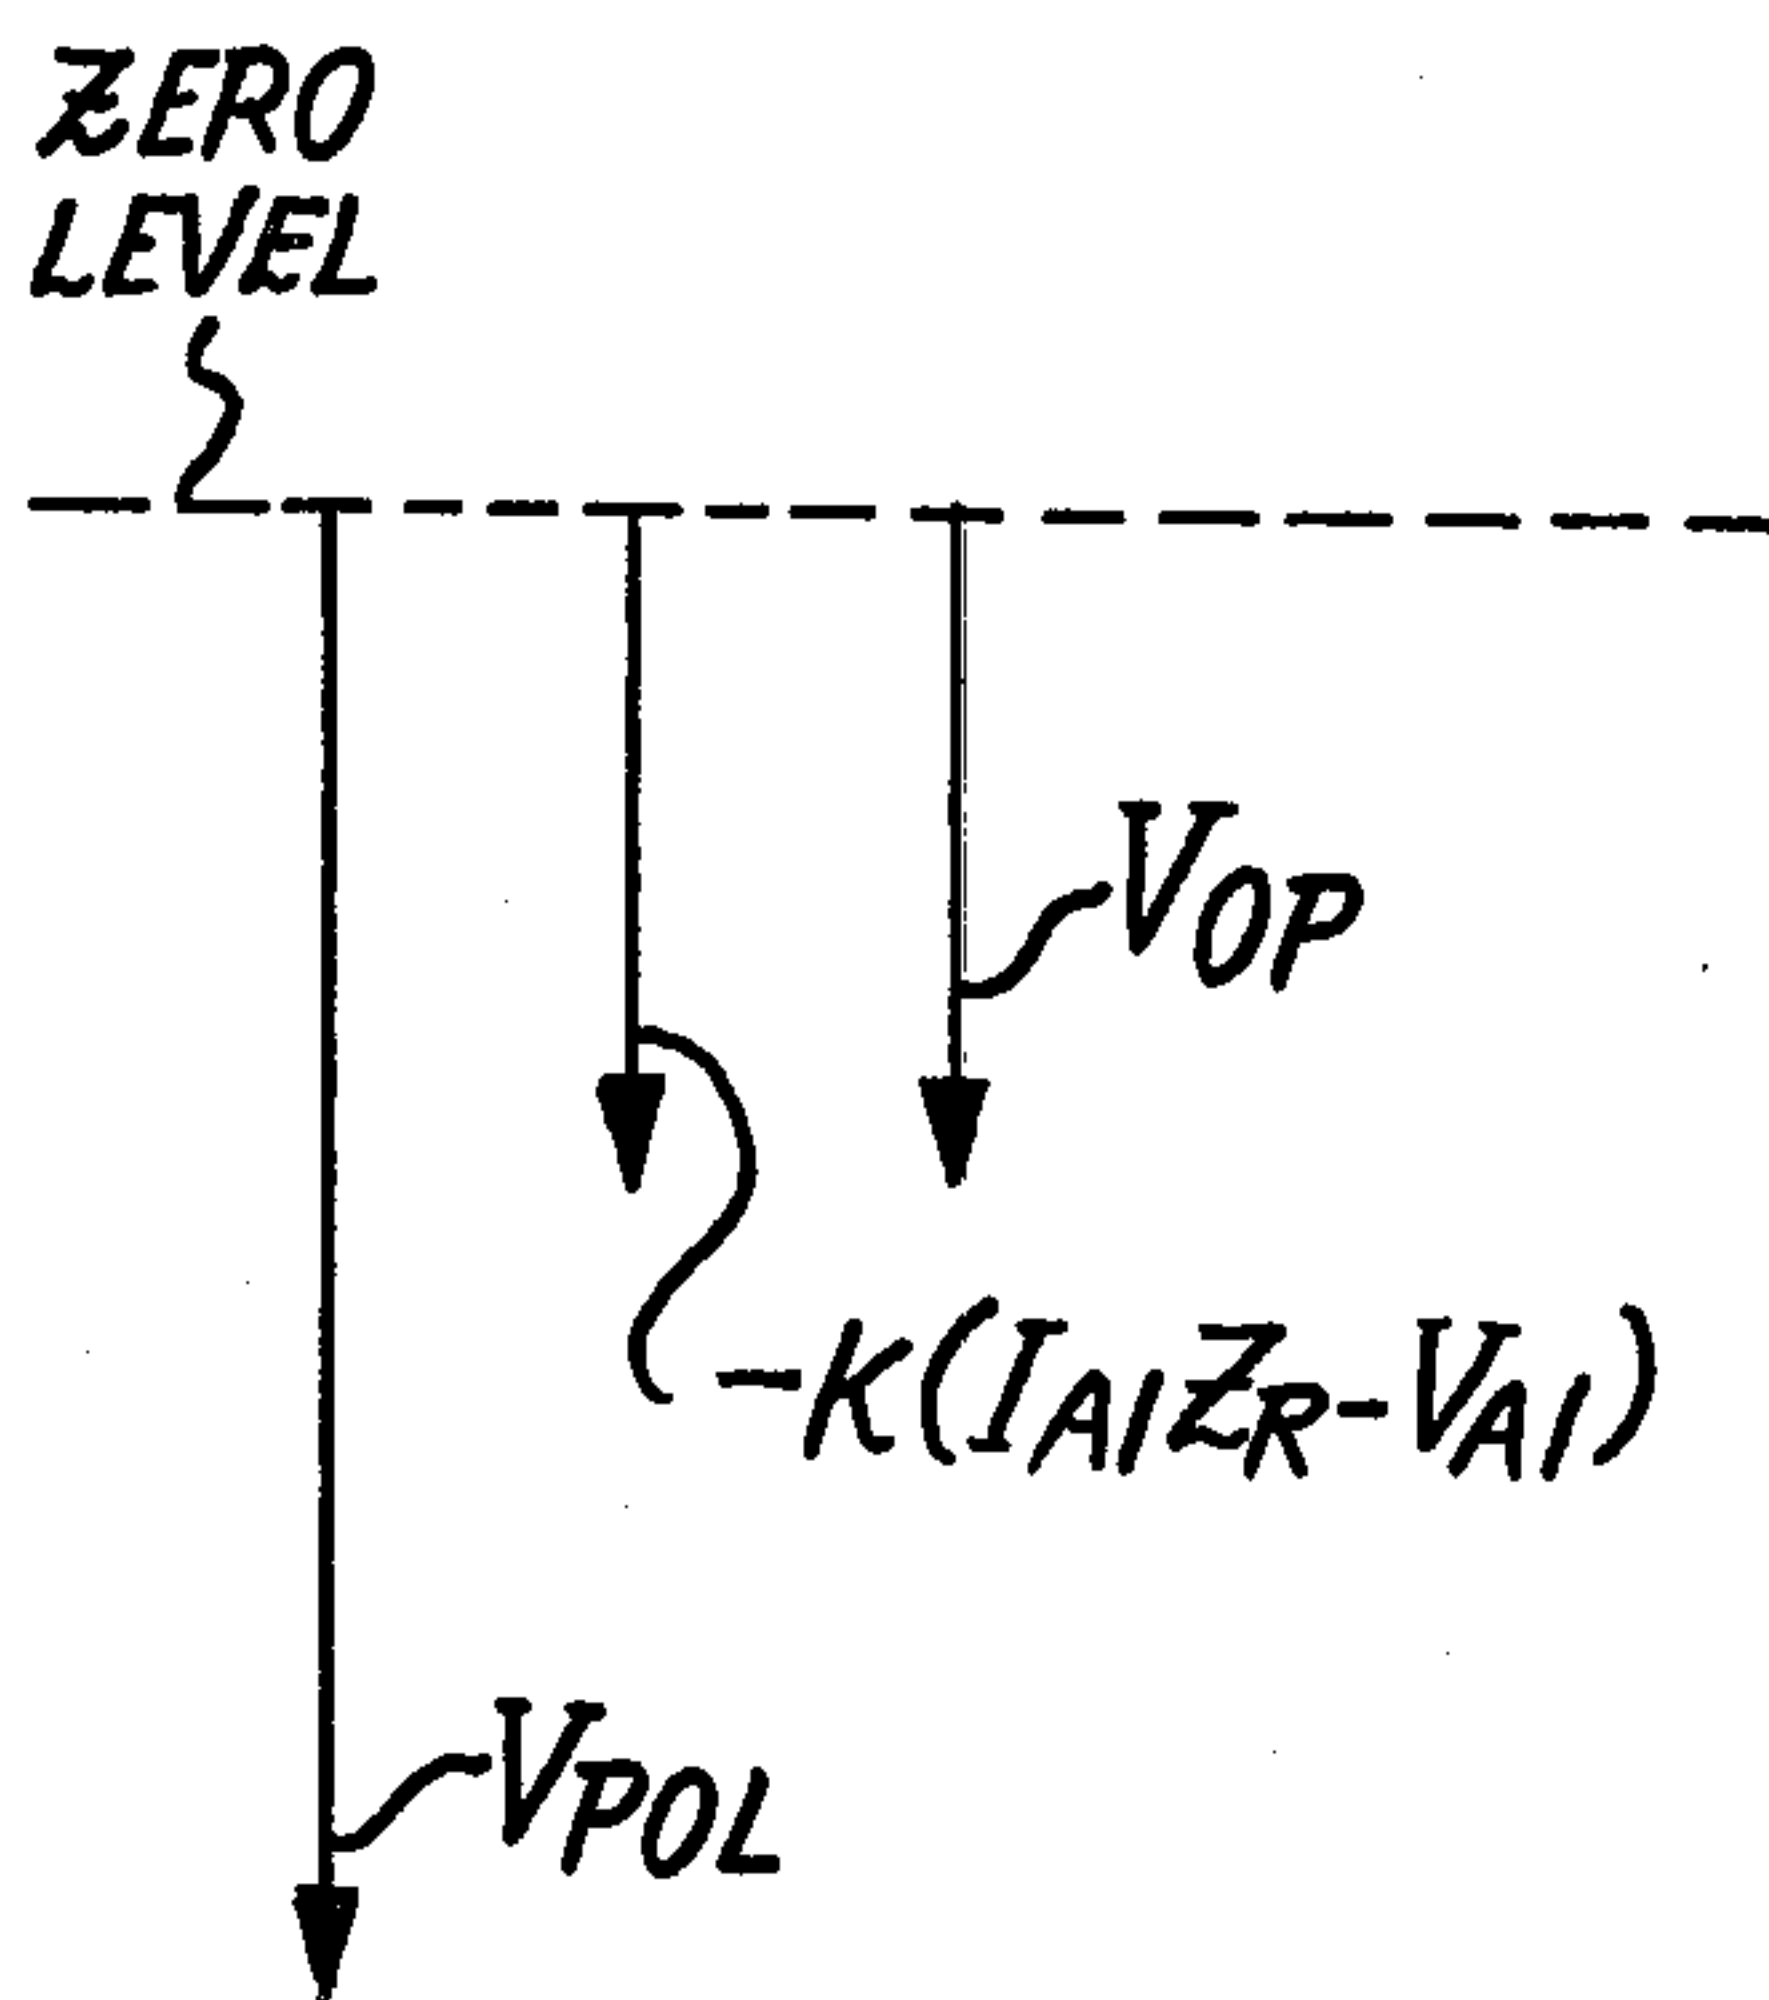 ZERO
LEVEL
VOP
-K(IAIZR-VAI)
VPOL